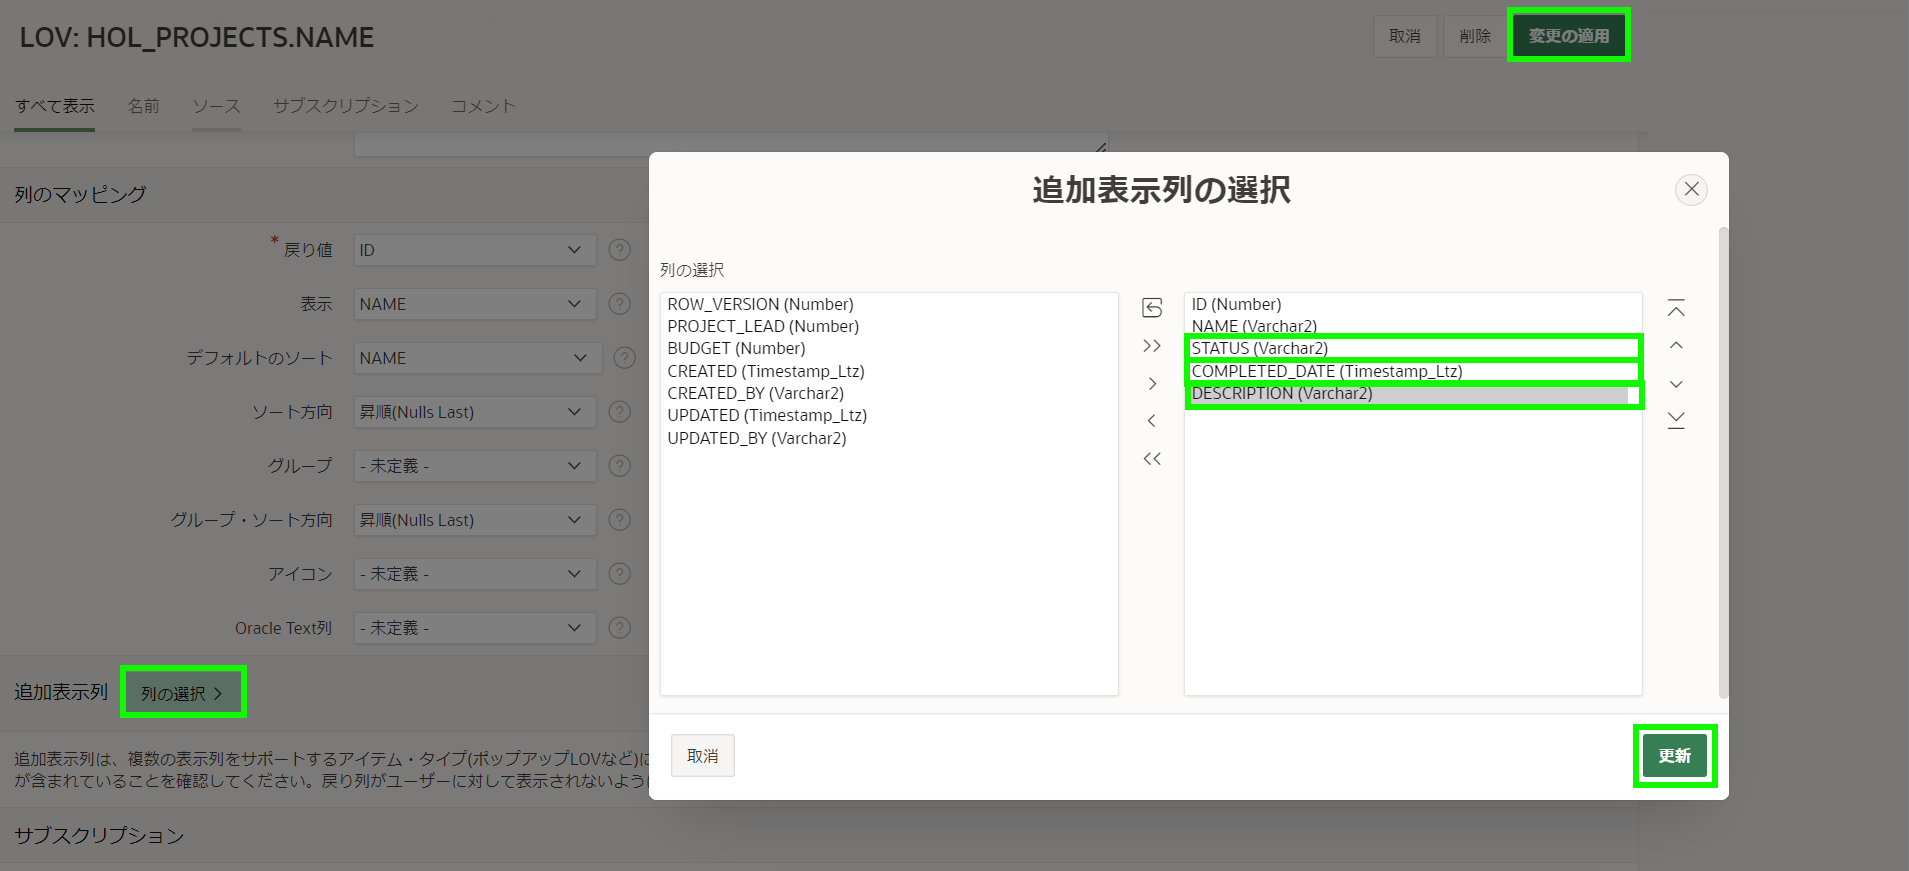 LOV: HOL_PROJECTS.NAME
取消
削除
変更の適用
すべて表示
名前
ソース
サブスクリプション
コメント
列のマッピング
* 戻り値
ID
表示
NAME
デフォルトのソート
NAME
ソート方向
昇順(Nulls Last)
グループ
- 未定義 -
グループ・ソート方向
昇順(Nulls Last)
アイコン
- 未定義 -
Oracle Text列
- 未定義 -
追加表示列
列の選択
追加表示列は、複数の表示列をサポートするアイテム・タイプ(ポップアップLOVなど)に
が含まれていることを確認してください。戻り列がユーザーに対して表示されないよう
サブスクリプション
追加表示列の選択
列の選択
ROW_VERSION (Number)
PROJECT_LEAD (Number)
BUDGET (Number)
CREATED (Timestamp_Ltz)
CREATED_BY (Varchar2)
UPDATED (Timestamp_Ltz)
UPDATED_BY (Varchar2)
ID (Number)
NAME (Varchar2)
STATUS (Varchar2)
COMPLETED_DATE (Timestamp_Ltz)
DESCRIPTION (Varchar2)
取消
更新